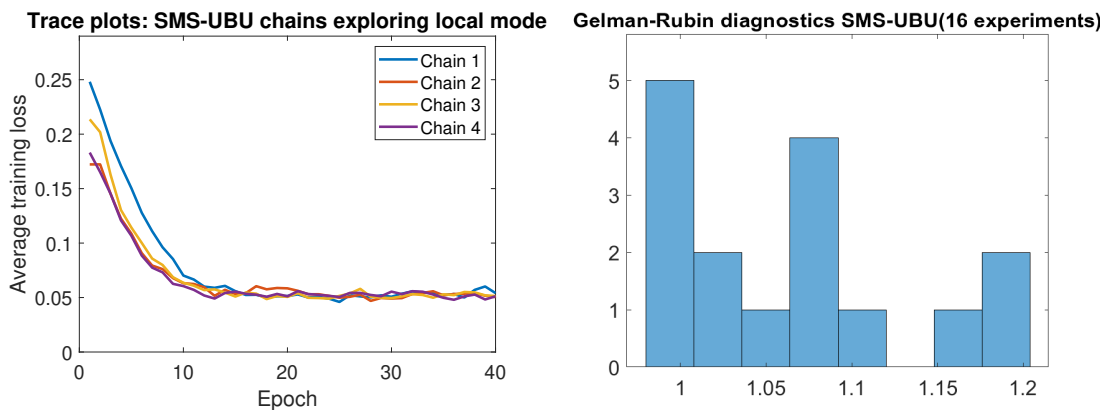 Trace plots: SMS-UBU chains exploring local mode
Average training loss
0.25
0.2
0.15
0.1
0.05
0
0
10
20
30
40
Epoch
Chain 1
Chain 2
Chain 3
Chain 4
Gelman-Rubin diagnostics SMS-UBU(16 experiments)
5
4
3
2
1
0
1
1.05
1.1
1.15
1.2